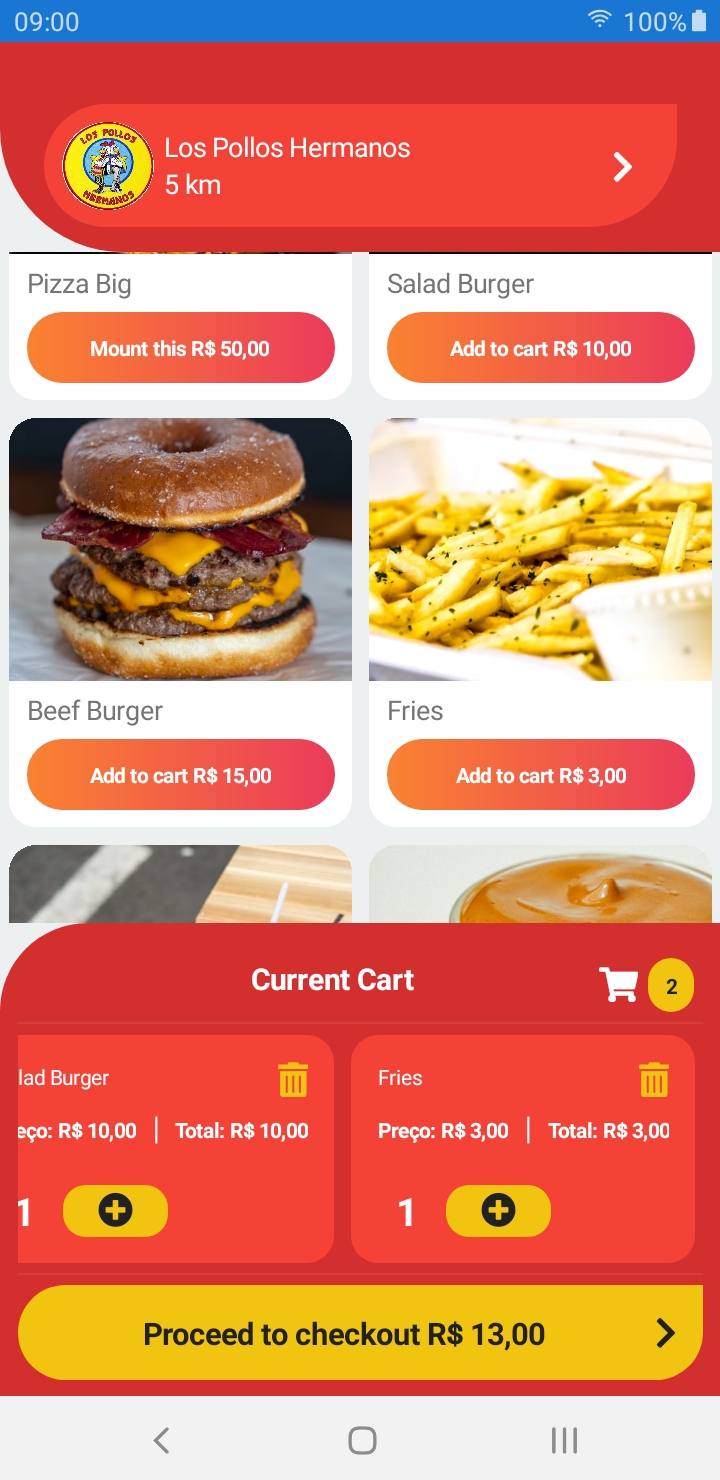 09:00
100%
LOS POLLOS
HERMANOS
Los Pollos Hermanos
5 km
Pizza Big
Salad Burger
Mount this R$ 50,00
Add to cart R$ 10,00
Beef Burger
Fries
Add to cart R$ 15,00
Add to cart R$ 3,00
Current Cart
2
lad Burger
Fries
eço: R$ 10,00
Total: R$ 10,00
Preço: R$ 3,00
Total: R$ 3,00
1
1
Proceed to checkout R$ 13,00